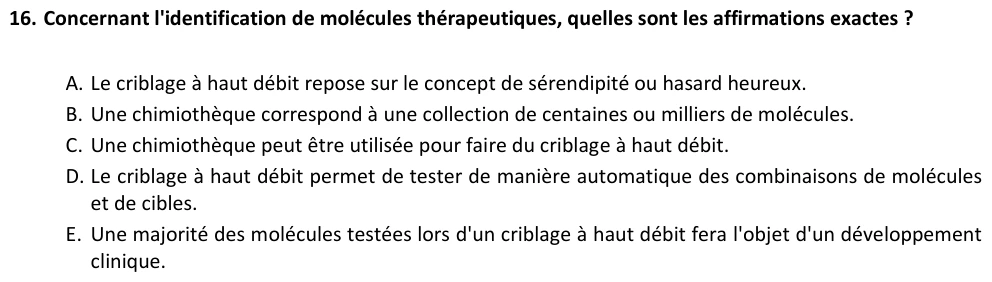 16. Concernant l'identification de molécules thérapeutiques, quelles sont les affirmations exactes ?
A. Le criblage à haut débit repose sur le concept de sérendipité ou hasard heureux.
B. Une chimiothèque correspond à une collection de centaines ou milliers de molécules.
C. Une chimiothèque peut être utilisée pour faire du criblage à haut débit.
D. Le criblage à haut débit permet de tester de manière automatique des combinaisons de molécules
et de cibles.
E. Une majorité des molécules testées lors d'un criblage à haut débit fera l'objet d'un développement
clinique.